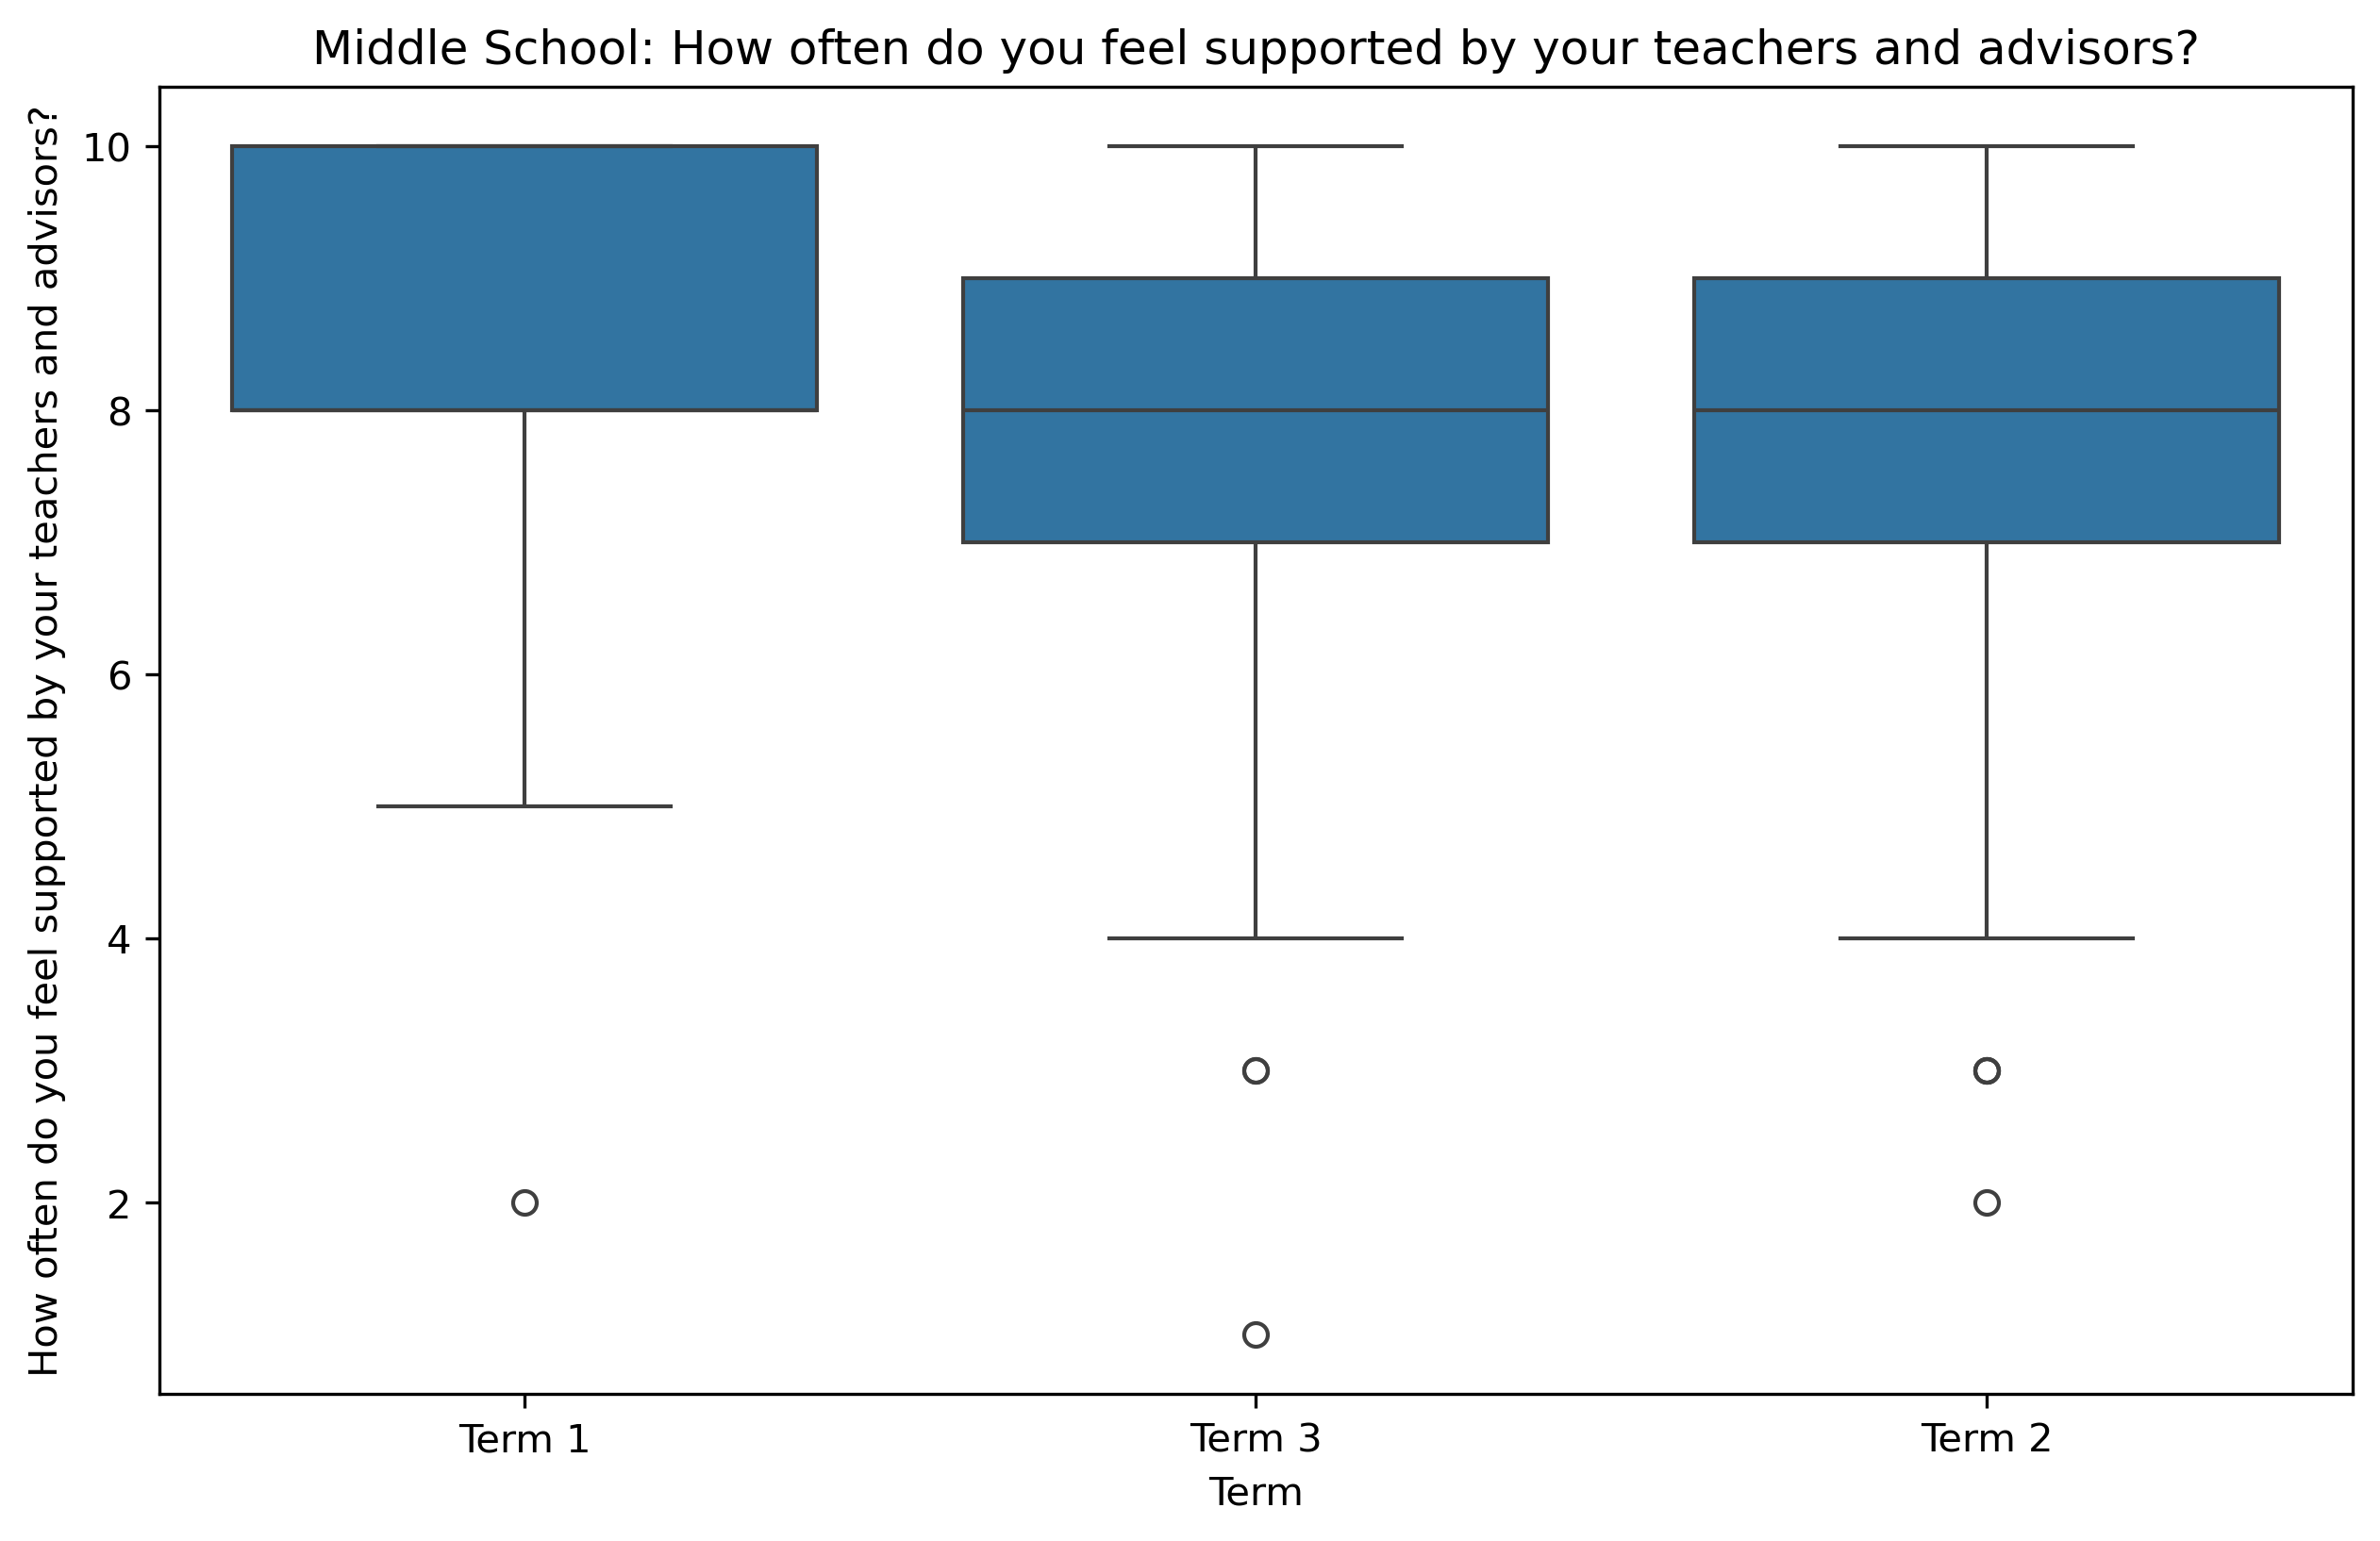 Middle School: How often do you feel supported by your teachers and advisors?
How often do you feel supported by your teachers and advisors?
10
8
6
4
2
Term 1
Term 3
Term 2
Term